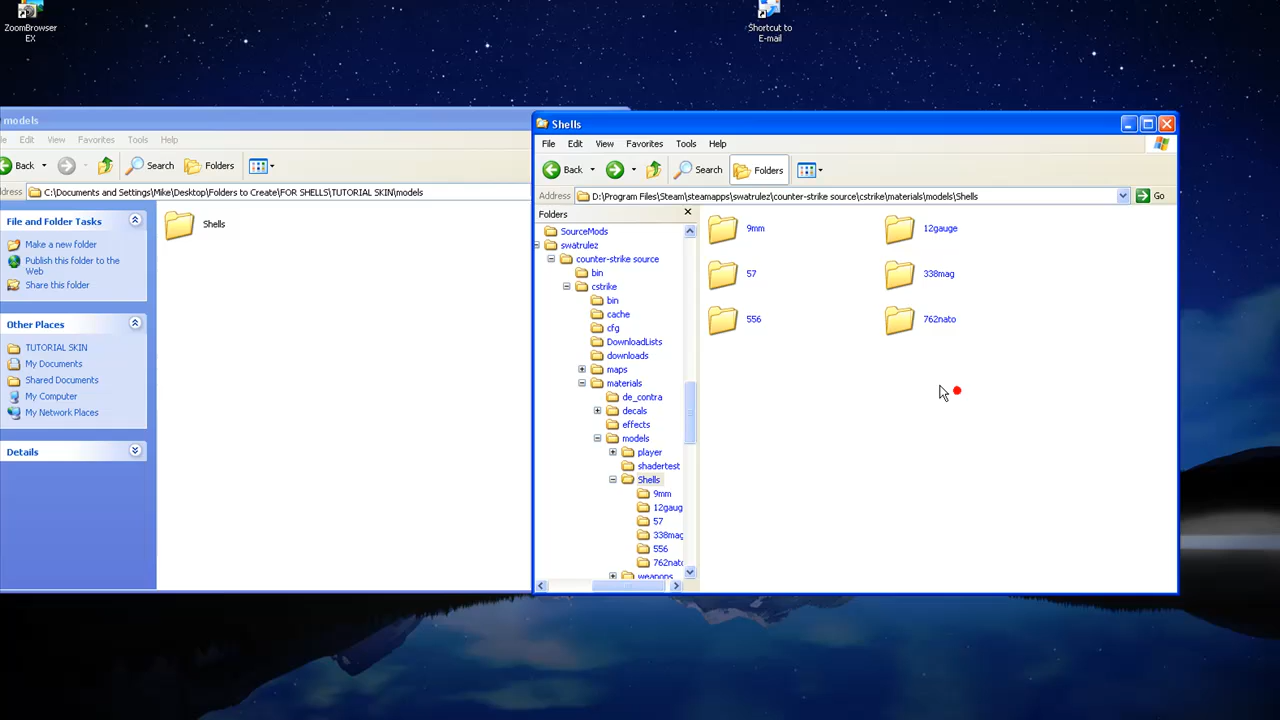 ZoomBrowser
EX
Shortcut to
E-mail
models
Edit View Favorites Tools Help
Back Search Folders
C:\Documents and Settings\Mike\Desktop\Folders to Create\FOR SHELLS\TUTORIAL SKIN\models
File and Folder Tasks
Make a new folder
Publish this folder to the
Web
Share this folder
Other Places
TUTORIAL SKIN
My Documents
Shared Documents
My Computer
My Network Places
Details
Shells
Shells
File Edit View Favorites Tools Help
Back Search Folders
Address D:\Program Files\Steam\steamapps\swatrulez\counter-strike source\cstrike\materials\models\Shells Go
Folders
SourceMods
swatrulez
counter-strike source
bin
cstrike
bin
cache
cfg
DownloadLists
downloads
maps
materials
de_contra
decals
effects
models
player
shadertest
Shells
9mm
12gaug
57
338mag
556
762nato
weapons
9mm 12gauge
57 338mag
556 762nato